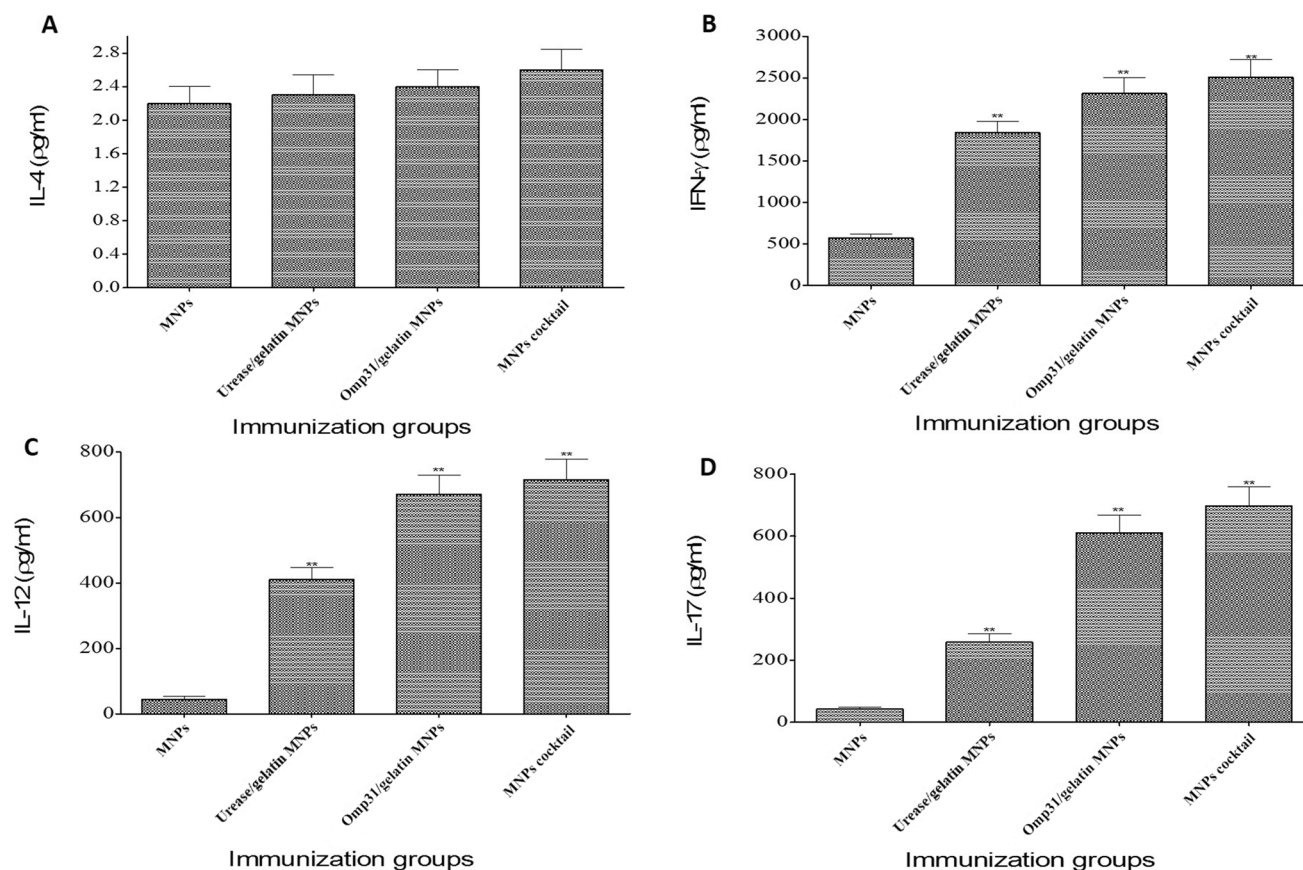 A
IL-4 (ρg/ml)
2.8
2.4
2.0
1.6
1.2
0.8
0.4
0.0
MNPs
Urease/gelatin MNPs
Omp31/gelatin MNPs
MNPs cocktail
Immunization groups
B
IFN-γ (ρg/ml)
3000
2500
2000
1500
1000
500
0
**
**
**
MNPs
Urease/gelatin MNPs
Omp31/gelatin MNPs
MNPs cocktail
Immunization groups
C
IL-12 (ρg/ml)
800
600
400
200
0
**
**
**
MNPs
Urease/gelatin MNPs
Omp31/gelatin MNPs
MNPs cocktail
Immunization groups
D
IL-17 (ρg/ml)
800
600
400
200
0
**
**
**
MNPs
Urease/gelatin MNPs
Omp31/gelatin MNPs
MNPs cocktail
Immunization groups